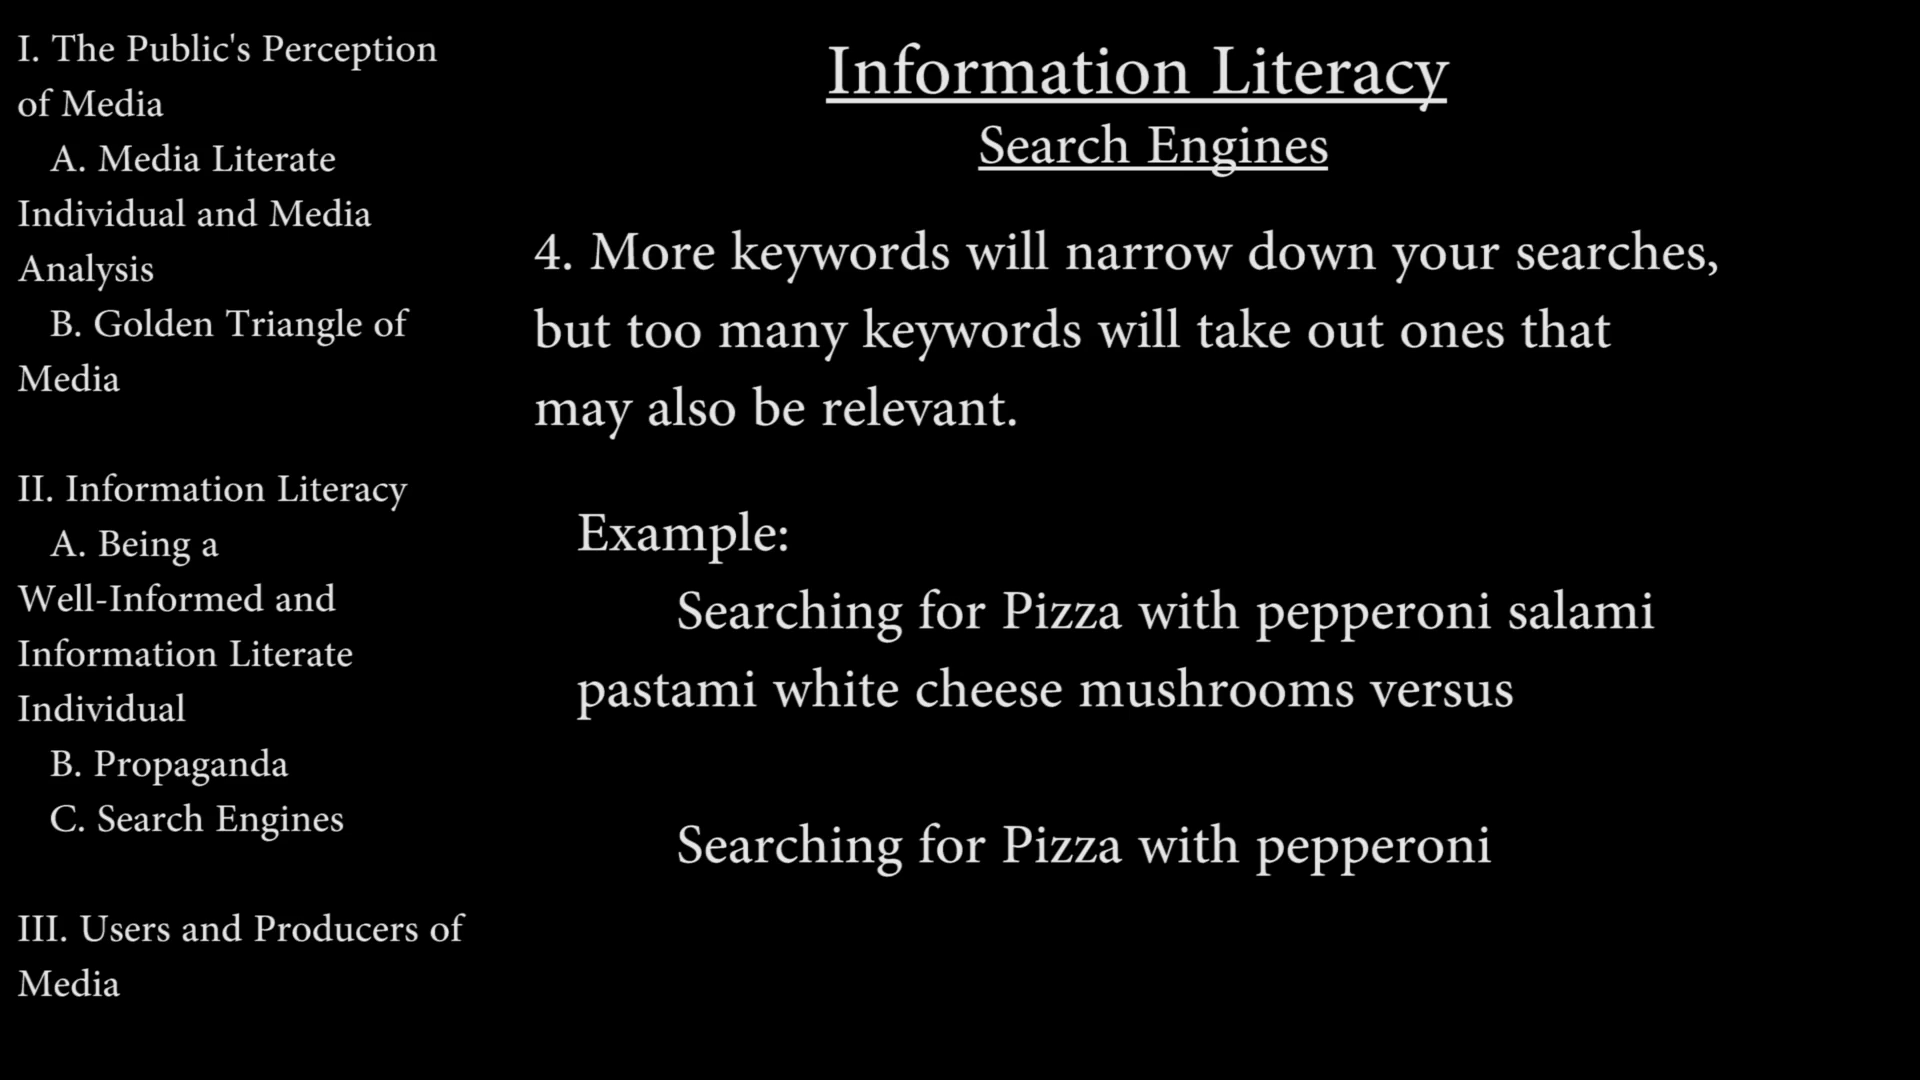 I. The Public's Perception
of Media
A. Media Literate
Individual and Media
Analysis
B. Golden Triangle of
Media
II. Information Literacy
A. Being a
Well-Informed and
Information Literate
Individual
B. Propaganda
C. Search Engines
III. Users and Producers of
Media
Information Literacy
Search Engines
4. More keywords will narrow down your searches,
but too many keywords will take out ones that
may also be relevant.
Example:
Searching for Pizza with pepperoni salami
pastami white cheese mushrooms versus
Searching for Pizza with pepperoni